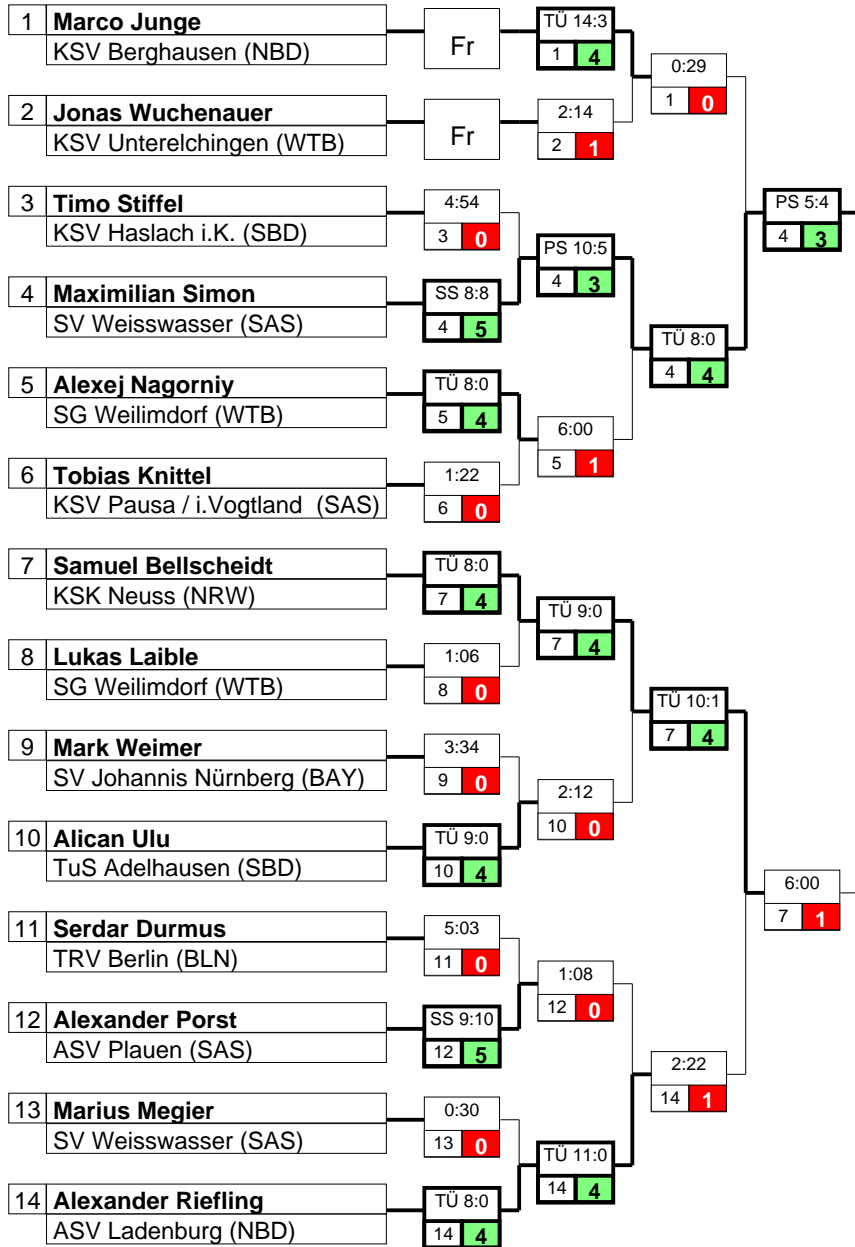 1 Marco Junge
KSV Berghausen (NBD)
Fr
TÜ 14:3
1 4
0:29
1 0
2 Jonas Wuchenauer
KSV Unterelchingen (WTB)
Fr
2:14
2 1
3 Timo Stiffel
KSV Haslach i.K. (SBD)
4:54
3 0
PS 10:5
4 3
PS 5:4
4 3
4 Maximilian Simon
SV Weisswasser (SAS)
SS 8:8
4 5
TÜ 8:0
4 4
5 Alexej Nagorniy
SG Weilimdorf (WTB)
TÜ 8:0
5 4
6:00
5 1
6 Tobias Knittel
KSV Pausa / i.Vogtland (SAS)
1:22
6 0
7 Samuel Bellscheidt
KSK Neuss (NRW)
TÜ 8:0
7 4
TÜ 9:0
7 4
8 Lukas Laible
SG Weilimdorf (WTB)
1:06
8 0
TÜ 10:1
7 4
9 Mark Weimer
SV Johannis Nürnberg (BAY)
3:34
9 0
2:12
10 0
10 Alican Ulu
TuS Adelhausen (SBD)
TÜ 9:0
10 4
6:00
7 1
11 Serdar Durmus
TRV Berlin (BLN)
5:03
11 0
1:08
12 0
12 Alexander Porst
ASV Plauen (SAS)
SS 9:10
12 5
2:22
14 1
13 Marius Megier
SV Weisswasser (SAS)
0:30
13 0
TÜ 11:0
14 4
14 Alexander Riefling
ASV Ladenburg (NBD)
TÜ 8:0
14 4